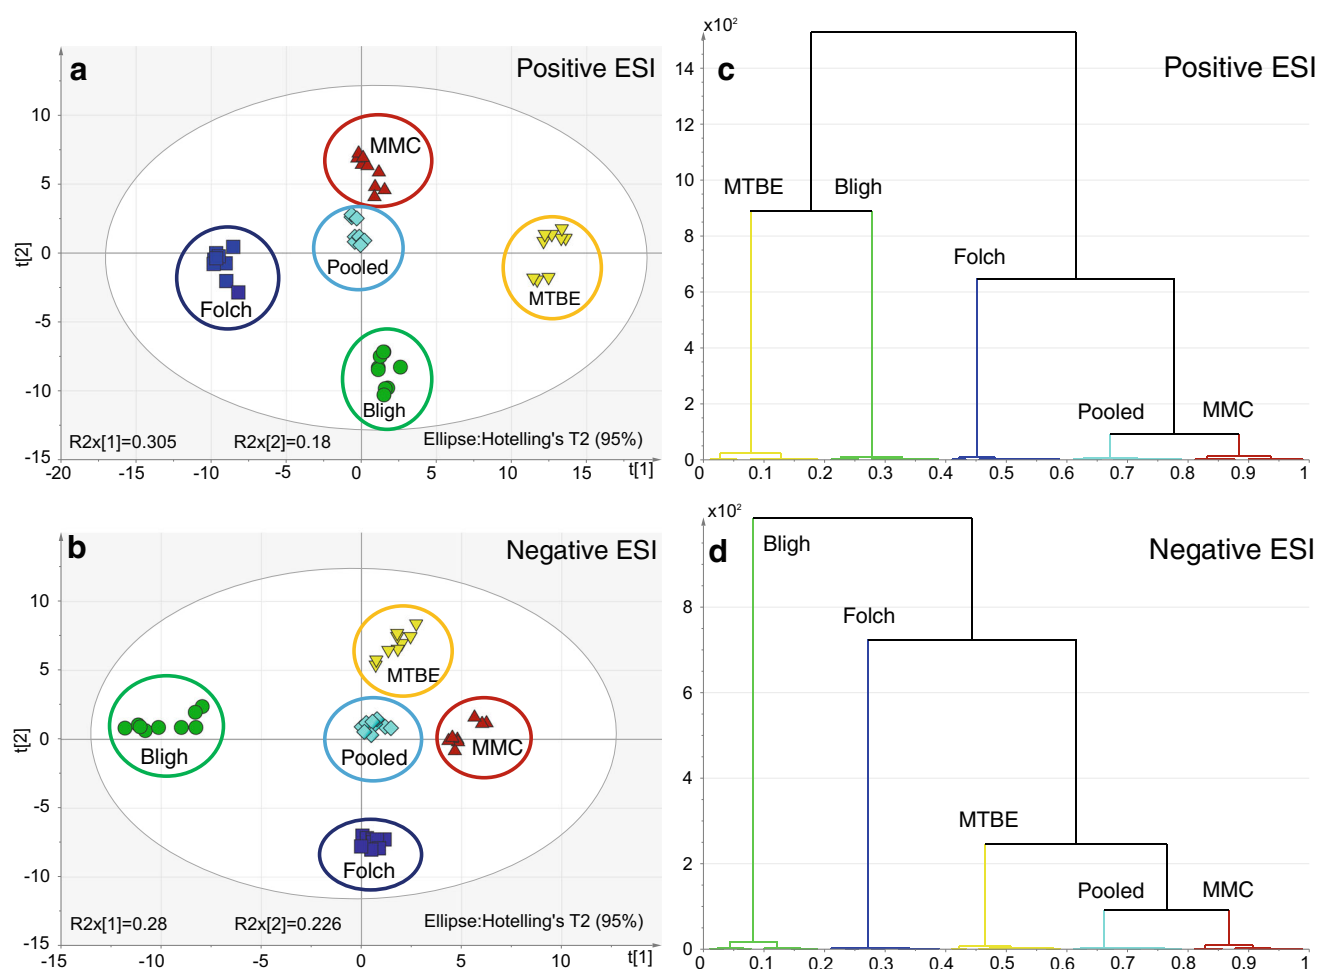 a
Positive ESI
10
5
0
-5
-10
-15
t[2]
MMC
Pooled
Folch
MTBE
Bligh
R2x[1]=0.305
R2x[2]=0.18
Ellipse:Hotelling's T2 (95%)
-20 -15 -10 -5 0 5 10 15
t[1]
x10²
c
Positive ESI
14
12
10
8
6
4
2
0
MTBE
Bligh
Folch
Pooled
MMC
0 0.1 0.2 0.3 0.4 0.5 0.6 0.7 0.8 0.9 1
b
Negative ESI
10
5
0
-5
-10
-15
t[2]
MTBE
Bligh
Pooled
MMC
Folch
R2x[1]=0.28
R2x[2]=0.226
Ellipse:Hotelling's T2 (95%)
-15 -10 -5 0 5 10
t[1]
x10²
d
Negative ESI
8
6
4
2
0
Bligh
Folch
MTBE
Pooled
MMC
0 0.1 0.2 0.3 0.4 0.5 0.6 0.7 0.8 0.9 1